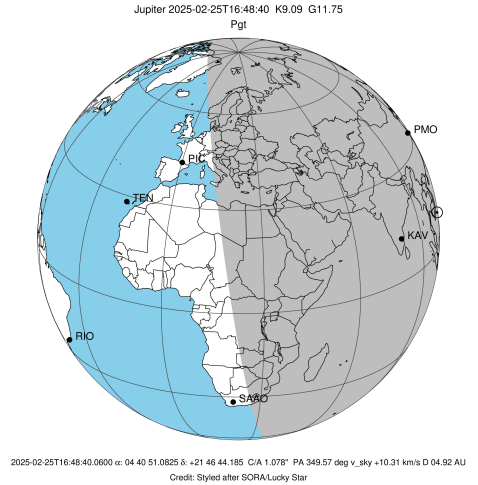 Jupiter 2025-02-25T16:48:40 K9.09 G11.75
Pgt
PMO
PIC
TEN
KAV
RIO
SAAO
2025-02-25T16:48:40.0600 α: 04 40 51.0825 δ: +21 46 44.185 C/A 1.078" PA 349.57 deg v_sky +10.31 km/s D 04.92 AU
Credit: Styled after SORA/Lucky Star